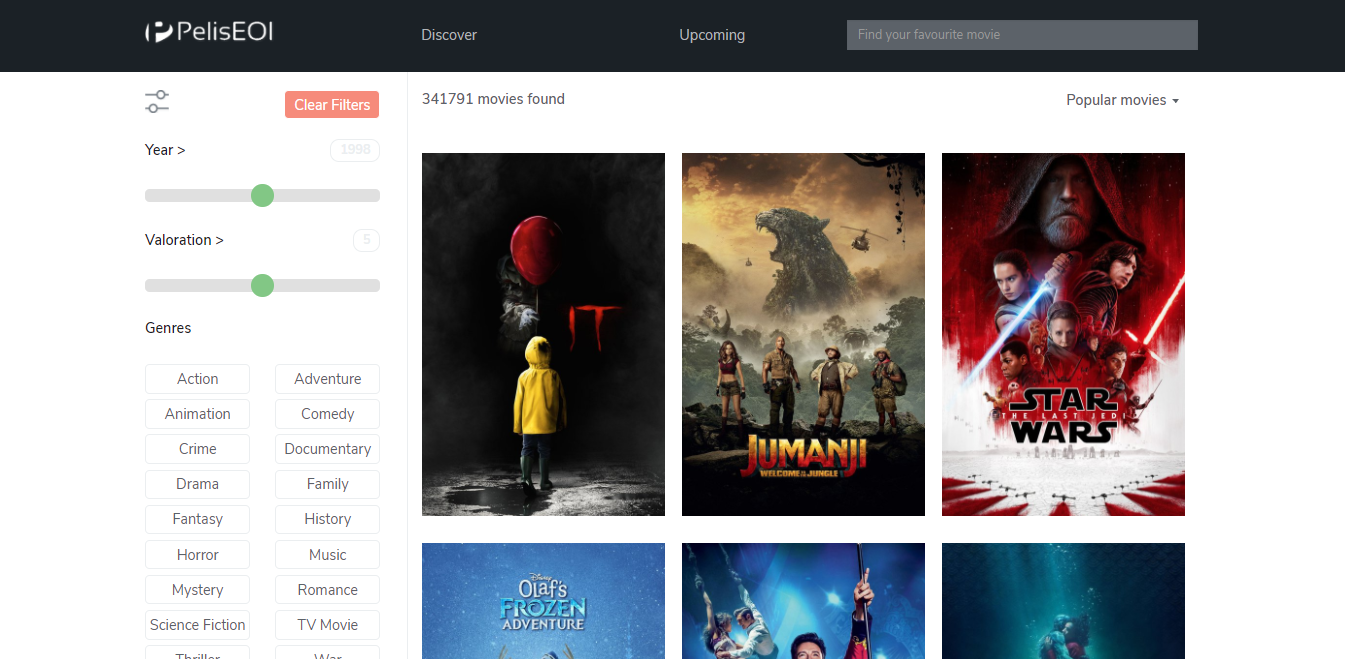 PelisEOI
Discover
Upcoming
Find your favourite movie
Clear Filters
341791 movies found
Popular movies
Year >
1998
Valoration >
5
Genres
Action
Adventure
Animation
Comedy
Crime
Documentary
Drama
Family
Fantasy
History
Horror
Music
Mystery
Romance
Science Fiction
TV Movie
Thriller
War
IT
JUMANJI
WELCOME TO THE JUNGLE
STAR
THE LAST JEDI
WARS
Disney
Olaf's
FROZEN
ADVENTURE